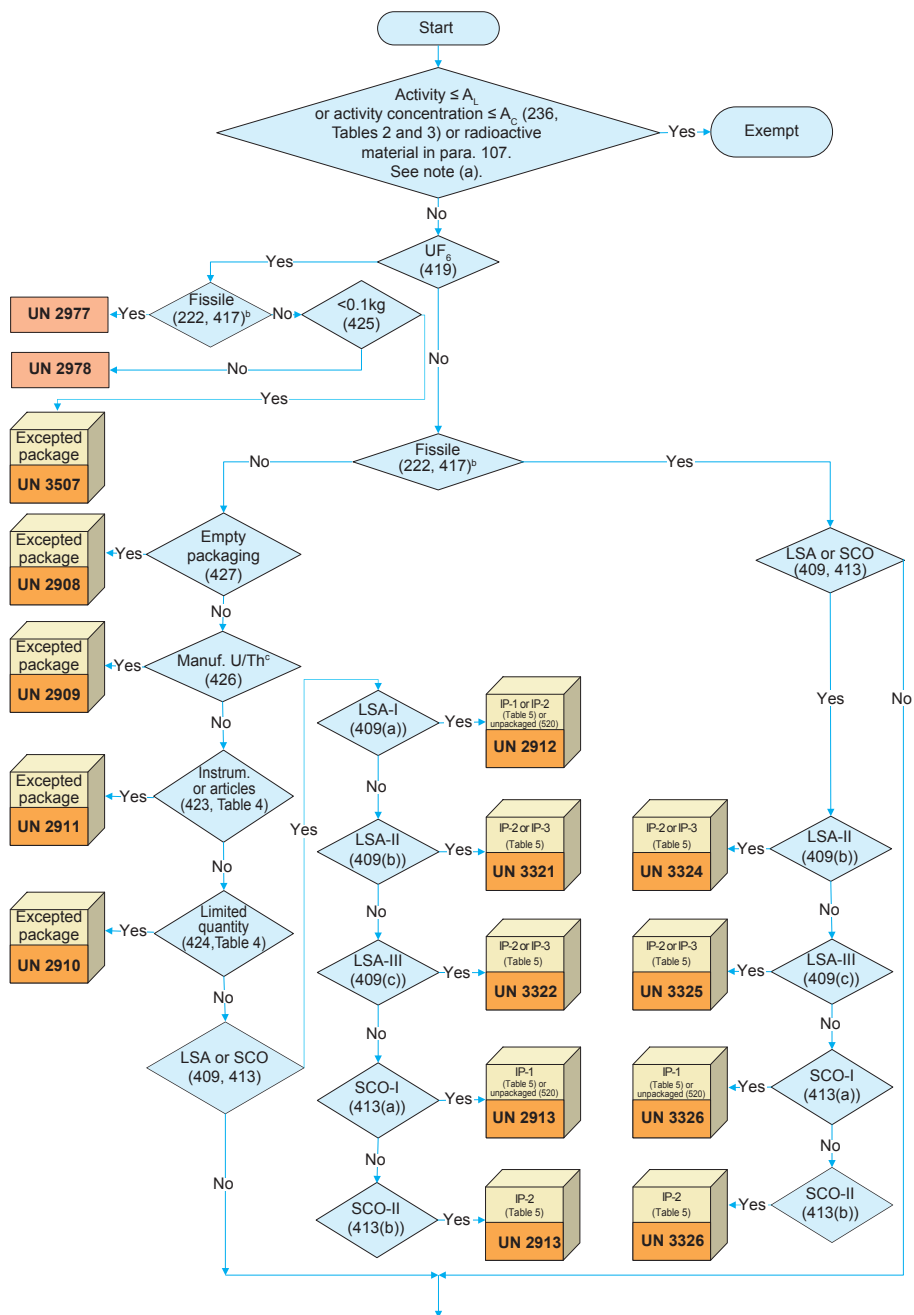 Start
Activity ≤ A_L
or activity concentration ≤ A_C (236,
Tables 2 and 3) or radioactive
material in para. 107.
See note (a).
Yes
Exempt
No
UF₆
(419)
Yes
Fissile
(222, 417)ᵇ
Yes
UN 2977
No
<0.1kg
(425)
No
UN 2978
No
Yes
Excepted
package
UN 3507
Fissile
(222, 417)ᵇ
No
Yes
Empty
packaging
(427)
Yes
Excepted
package
UN 2908
No
Manuf. U/Thᶜ
(426)
Yes
Excepted
package
UN 2909
No
Instrum.
or articles
(423, Table 4)
Yes
Excepted
package
UN 2911
No
Limited
quantity
(424,Table 4)
Yes
Excepted
package
UN 2910
No
LSA or SCO
(409, 413)
Yes
No
LSA-I
(409(a))
Yes
IP-1 or IP-2
(Table 5) or
unpackaged (520)
UN 2912
No
LSA-II
(409(b))
Yes
IP-2 or IP-3
(Table 5)
UN 3321
No
LSA-III
(409(c))
Yes
IP-2 or IP-3
(Table 5)
UN 3322
No
SCO-I
(413(a))
Yes
IP-1
(Table 5) or
unpackaged (520)
UN 2913
No
SCO-II
(413(b))
Yes
IP-2
(Table 5)
UN 2913
LSA or SCO
(409, 413)
Yes
No
LSA-II
(409(b))
Yes
IP-2 or IP-3
(Table 5)
UN 3324
No
LSA-III
(409(c))
Yes
IP-2 or IP-3
(Table 5)
UN 3325
No
SCO-I
(413(a))
Yes
IP-1
(Table 5) or
unpackaged (520)
UN 3326
No
SCO-II
(413(b))
Yes
IP-2
(Table 5)
UN 3326